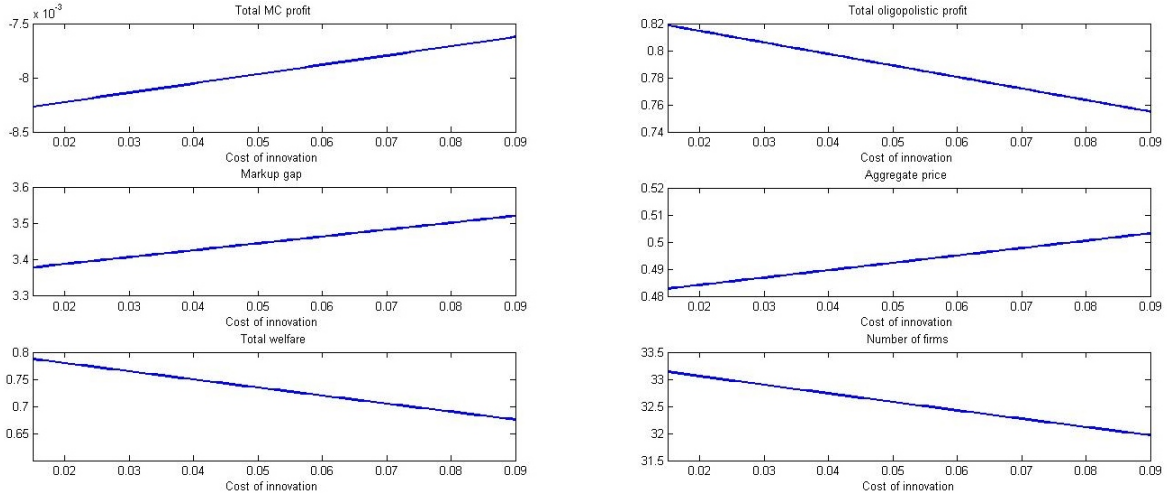 Total MC profit
x 10^-3
-7.5
-8
-8.5
0.02 0.03 0.04 0.05 0.06 0.07 0.08 0.09
Cost of innovation
Total oligopolistic profit
0.82
0.8
0.78
0.76
0.74
0.02 0.03 0.04 0.05 0.06 0.07 0.08 0.09
Cost of innovation
Markup gap
3.6
3.5
3.4
3.3
0.02 0.03 0.04 0.05 0.06 0.07 0.08 0.09
Cost of innovation
Aggregate price
0.52
0.51
0.5
0.49
0.48
0.02 0.03 0.04 0.05 0.06 0.07 0.08 0.09
Cost of innovation
Total welfare
0.8
0.75
0.7
0.65
0.02 0.03 0.04 0.05 0.06 0.07 0.08 0.09
Cost of innovation
Number of firms
33.5
33
32.5
32
31.5
0.02 0.03 0.04 0.05 0.06 0.07 0.08 0.09
Cost of innovation